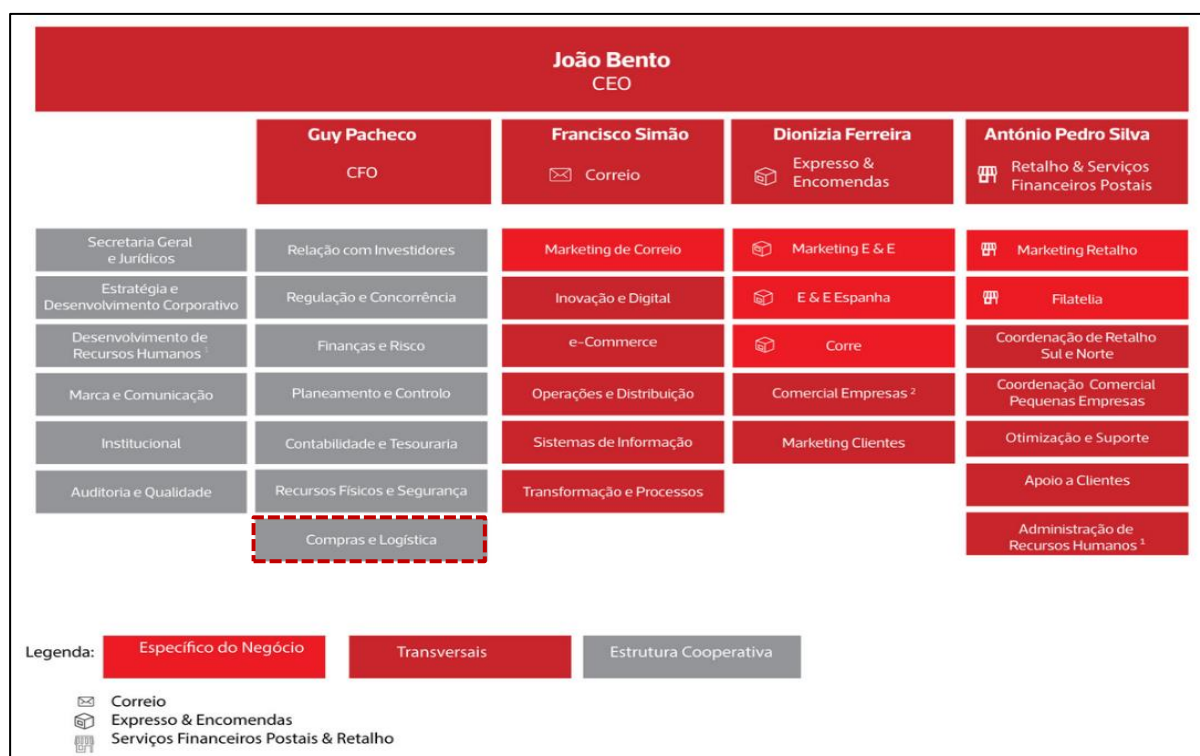 João Bento
CEO
Guy Pacheco
CFO
Francisco Simão
Correio
Dionizia Ferreira
Expresso &
Encomendas
António Pedro Silva
Retalho & Serviços
Financeiros Postais
Secretaria Geral
e Jurídicos
Estratégia e
Desenvolvimento Corporativo
Desenvolvimento de
Recursos Humanos ¹
Marca e Comunicação
Institucional
Auditoria e Qualidade
Relação com Investidores
Regulação e Concorrência
Finanças e Risco
Planeamento e Controlo
Contabilidade e Tesouraria
Recursos Físicos e Segurança
Compras e Logística
Marketing de Correio
Inovação e Digital
e-Commerce
Operações e Distribuição
Sistemas de Informação
Transformação e Processos
Marketing E & E
E & E Espanha
Corre
Comercial Empresas ²
Marketing Clientes
Marketing Retalho
Filatelia
Coordenação de Retalho
Sul e Norte
Coordenação Comercial
Pequenas Empresas
Otimização e Suporte
Apoio a Clientes
Administração de
Recursos Humanos ¹
Legenda:
Específico do Negócio
Transversais
Estrutura Cooperativa
Correio
Expresso & Encomendas
Serviços Financeiros Postais & Retalho